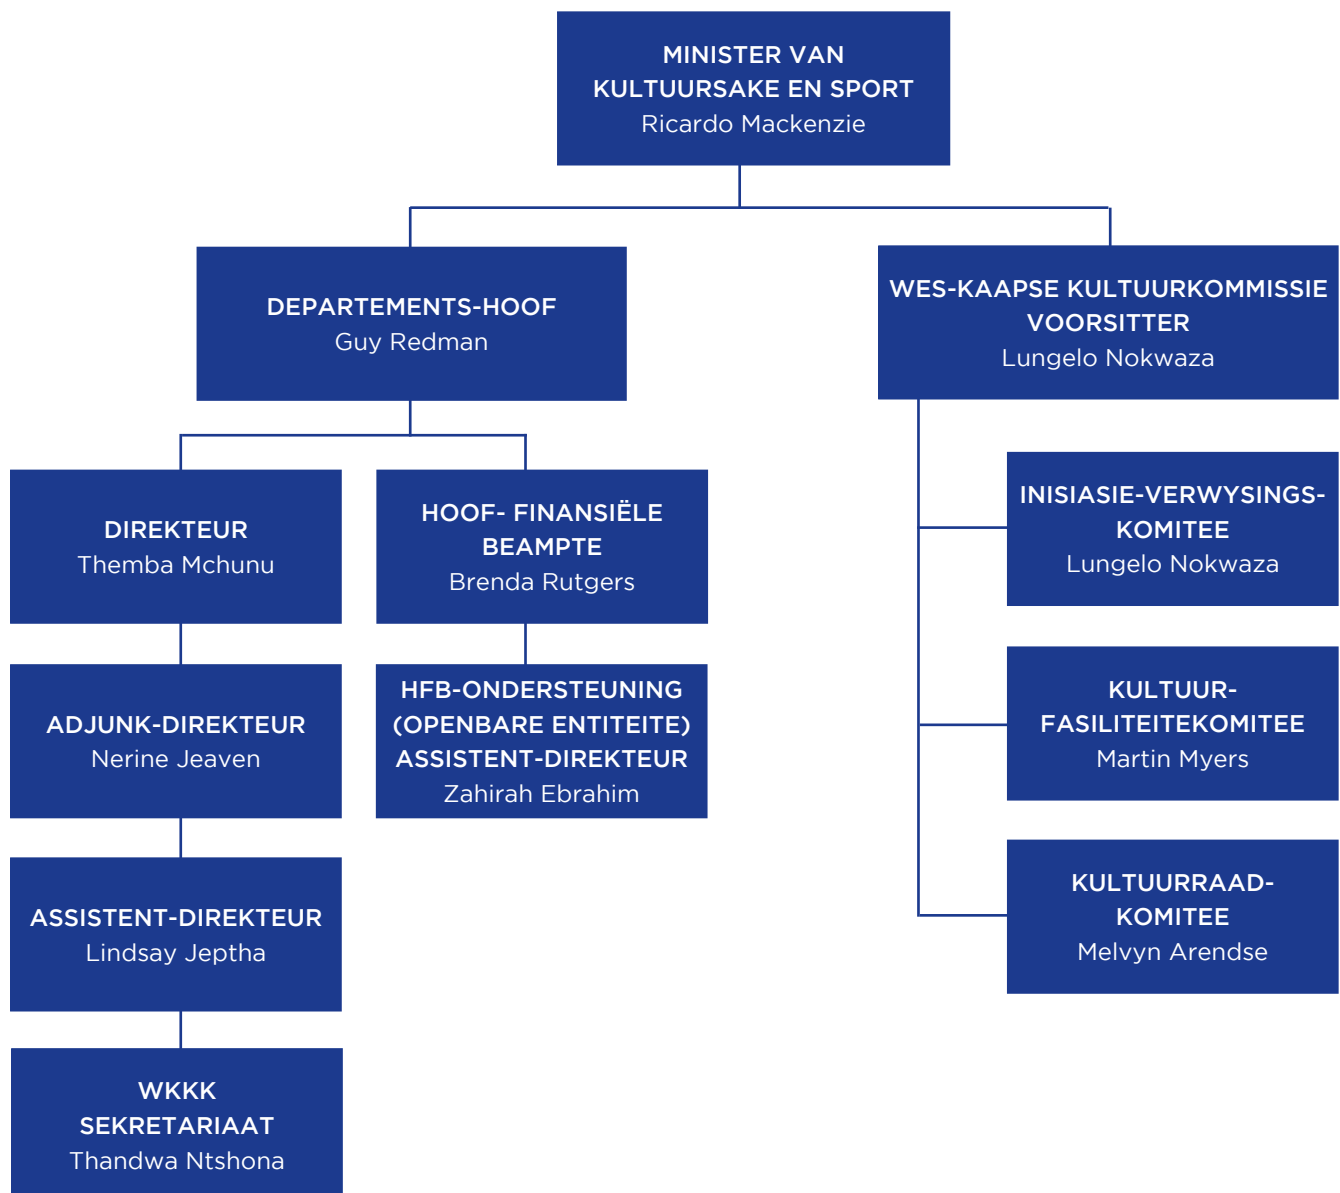 MINISTER VAN
KULTUURSAKE EN SPORT
Ricardo Mackenzie
DEPARTEMENTS-HOOF
Guy Redman
WES-KAAPSE KULTUURKOMMISSIE
VOORSITTER
Lungelo Nokwaza
DIREKTEUR
Themba Mchunu
HOOF- FINANSIËLE
BEAMPTE
Brenda Rutgers
INISIASIE-VERWYSINGS-
KOMITEE
Lungelo Nokwaza
ADJUNK-DIREKTEUR
Nerine Jeaven
HFB-ONDERSTEUNING
(OPENBARE ENTITEITE)
ASSISTENT-DIREKTEUR
Zahirah Ebrahim
KULTUUR-
FASILITEITEKOMITEE
Martin Myers
ASSISTENT-DIREKTEUR
Lindsay Jeptha
KULTUURRAAD-
KOMITEE
Melvyn Arendse
WKKK
SEKRETARIAAT
Thandwa Ntshona